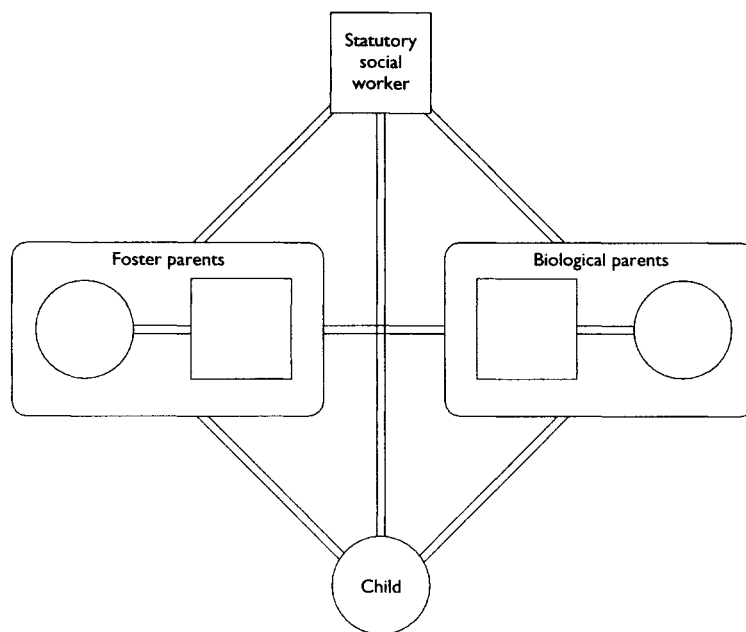 Statutory
social
worker
Foster parents
Biological parents
Child